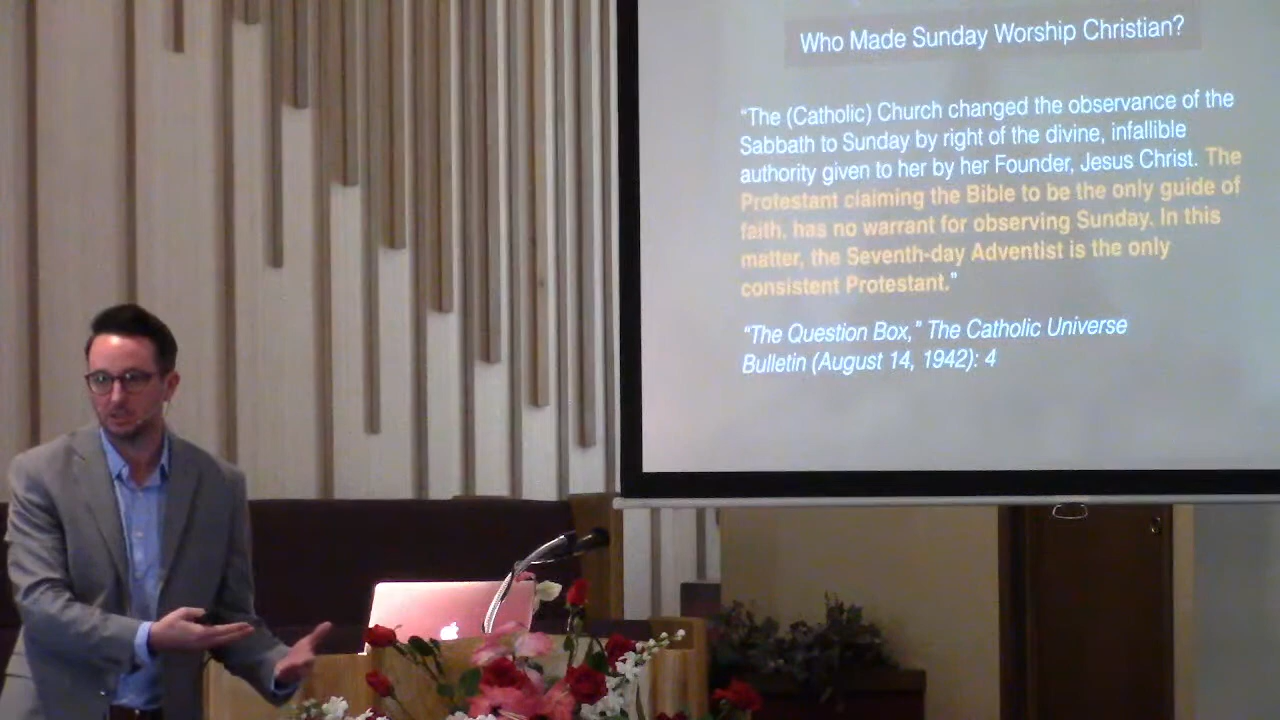 Who Made Sunday Worship Christian?
“The (Catholic) Church changed the observance of the
Sabbath to Sunday by right of the divine, infallible
authority given to her by her Founder, Jesus Christ. The
Protestant claiming the Bible to be the only guide of
faith, has no warrant for observing Sunday. In this
matter, the Seventh-day Adventist is the only
consistent Protestant.”
“The Question Box,” The Catholic Universe
Bulletin (August 14, 1942): 4